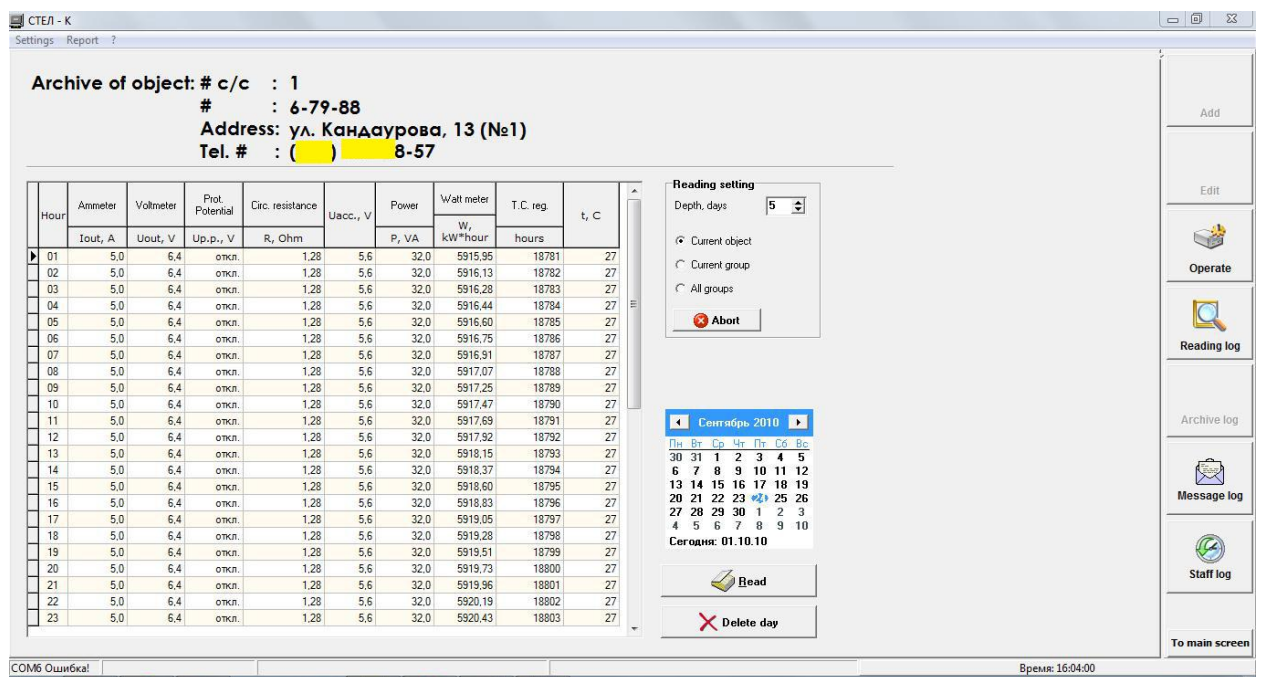 СТЕЛ - К
Settings Report ?
Archive of object: # c/c : 1
# : 6-79-88
Address: ул. Кандаурова, 13 (№1)
Tel. # : ( ) 8-57
Hour Ammeter Voltmeter Prot. Potential Circ. resistance Uacc., V Power Watt meter T.C. reg. t, C
Iout, A Uout, V Up.p., V R, Ohm P, VA W, kW*hour hours
01 5,0 6,4 откл. 1,28 5,6 32,0 5915,95 18781 27
02 5,0 6,4 откл. 1,28 5,6 32,0 5916,13 18782 27
03 5,0 6,4 откл. 1,28 5,6 32,0 5916,28 18783 27
04 5,0 6,4 откл. 1,28 5,6 32,0 5916,44 18784 27
05 5,0 6,4 откл. 1,28 5,6 32,0 5916,60 18785 27
06 5,0 6,4 откл. 1,28 5,6 32,0 5916,75 18786 27
07 5,0 6,4 откл. 1,28 5,6 32,0 5916,91 18787 27
08 5,0 6,4 откл. 1,28 5,6 32,0 5917,07 18788 27
09 5,0 6,4 откл. 1,28 5,6 32,0 5917,25 18789 27
10 5,0 6,4 откл. 1,28 5,6 32,0 5917,47 18790 27
11 5,0 6,4 откл. 1,28 5,6 32,0 5917,69 18791 27
12 5,0 6,4 откл. 1,28 5,6 32,0 5917,92 18792 27
13 5,0 6,4 откл. 1,28 5,6 32,0 5918,15 18793 27
14 5,0 6,4 откл. 1,28 5,6 32,0 5918,37 18794 27
15 5,0 6,4 откл. 1,28 5,6 32,0 5918,60 18795 27
16 5,0 6,4 откл. 1,28 5,6 32,0 5918,83 18796 27
17 5,0 6,4 откл. 1,28 5,6 32,0 5919,05 18797 27
18 5,0 6,4 откл. 1,28 5,6 32,0 5919,28 18798 27
19 5,0 6,4 откл. 1,28 5,6 32,0 5919,51 18799 27
20 5,0 6,4 откл. 1,28 5,6 32,0 5919,73 18800 27
21 5,0 6,4 откл. 1,28 5,6 32,0 5919,96 18801 27
22 5,0 6,4 откл. 1,28 5,6 32,0 5920,19 18802 27
23 5,0 6,4 откл. 1,28 5,6 32,0 5920,43 18803 27
Reading setting
Depth, days 5
Current object
Current group
All groups
Abort
Сентябрь 2010
Пн Вт Ср Чт Пт Сб Вс
30 31 1 2 3 4 5
6 7 8 9 10 11 12
13 14 15 16 17 18 19
20 21 22 23 24 25 26
27 28 29 30 1 2 3
4 5 6 7 8 9 10
Сегодня: 01.10.10
Read
Delete day
Add
Edit
Operate
Reading log
Archive log
Message log
Staff log
To main screen
COM6 Ошибка!
Время: 16:04:00